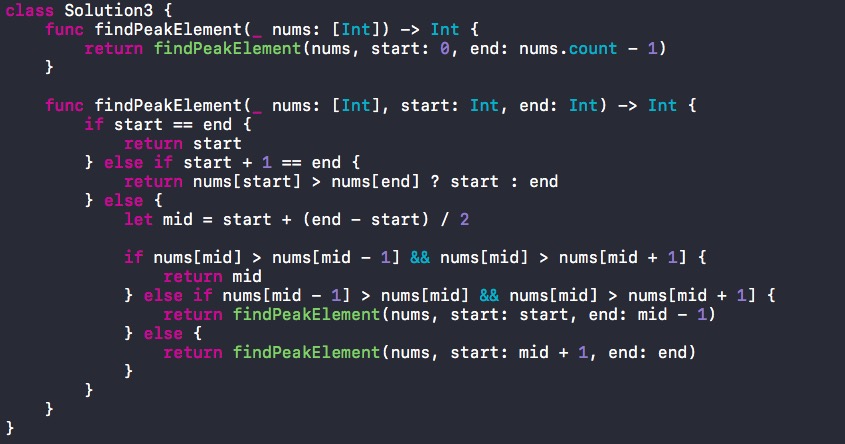 class Solution3 {
    func findPeakElement(_ nums: [Int]) -> Int {
        return findPeakElement(nums, start: 0, end: nums.count - 1)
    }

    func findPeakElement(_ nums: [Int], start: Int, end: Int) -> Int {
        if start == end {
            return start
        } else if start + 1 == end {
            return nums[start] > nums[end] ? start : end
        } else {
            let mid = start + (end - start) / 2

            if nums[mid] > nums[mid - 1] && nums[mid] > nums[mid + 1] {
                return mid
            } else if nums[mid - 1] > nums[mid] && nums[mid] > nums[mid + 1] {
                return findPeakElement(nums, start: start, end: mid - 1)
            } else {
                return findPeakElement(nums, start: mid + 1, end: end)
            }
        }
    }
}